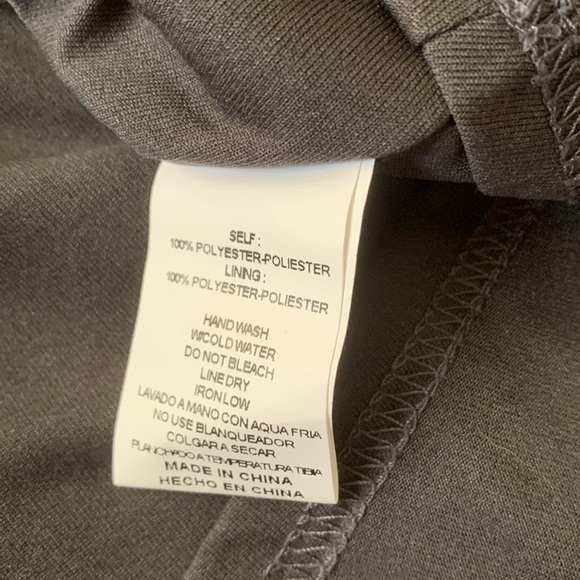 SELF :
100% POLYESTER-POLIESTER
LINING :
100% POLYESTER-POLIESTER
HAND WASH
W/COLD WATER
DO NOT BLEACH
LINE DRY
IRON LOW
LAVADO A MANO CON AQUA FRIA
NO USE BLANQUEADOR
COLGAR A SECAR
PLANCHADO A TEMPERATURA TIBIA
MADE IN CHINA
HECHO EN CHINA